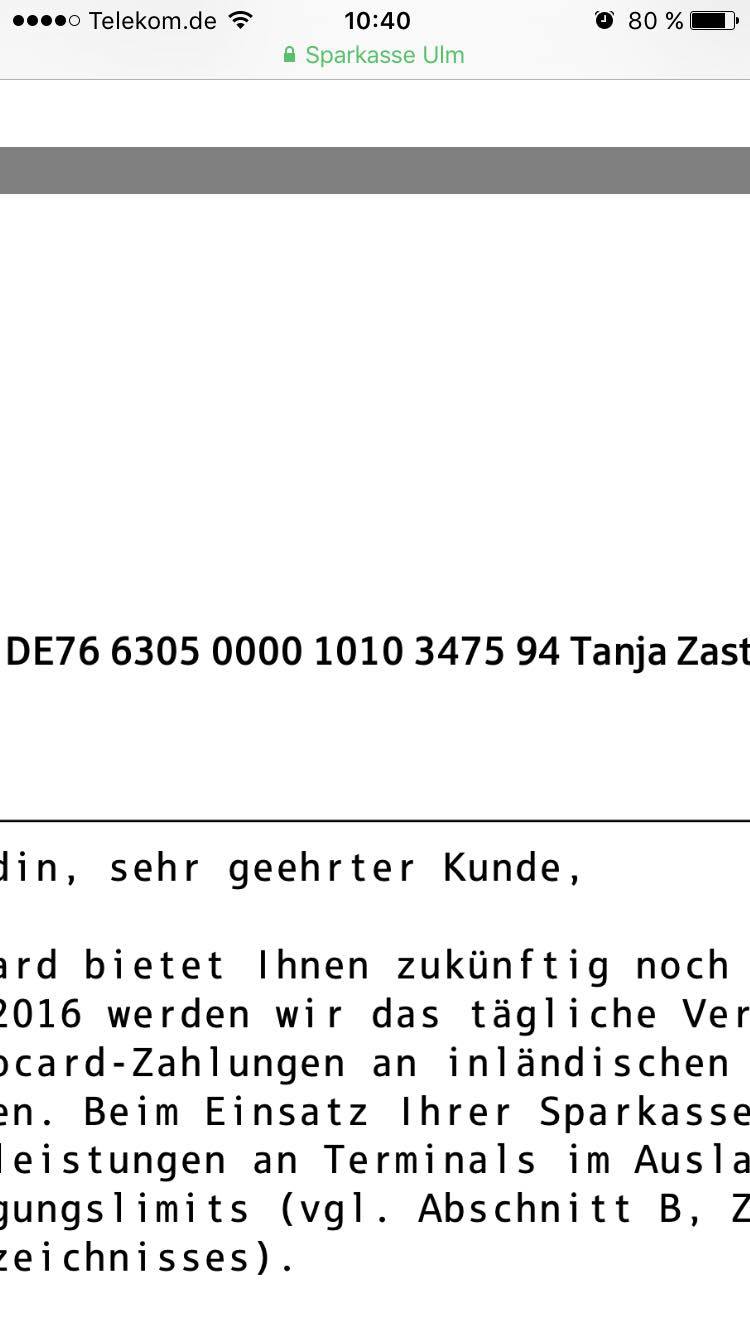 Telekom.de 10:40 80 %
Sparkasse Ulm
DE76 6305 0000 1010 3475 94 Tanja Zast
din, sehr geehrter Kunde,
ard bietet Ihnen zukünftig noch
2016 werden wir das tägliche Ver
ocard-Zahlungen an inländischen
en. Beim Einsatz Ihrer Sparkasse
leistungen an Terminals im Ausla
gungslimits (vgl. Abschnitt B, Z
zeichnisses).